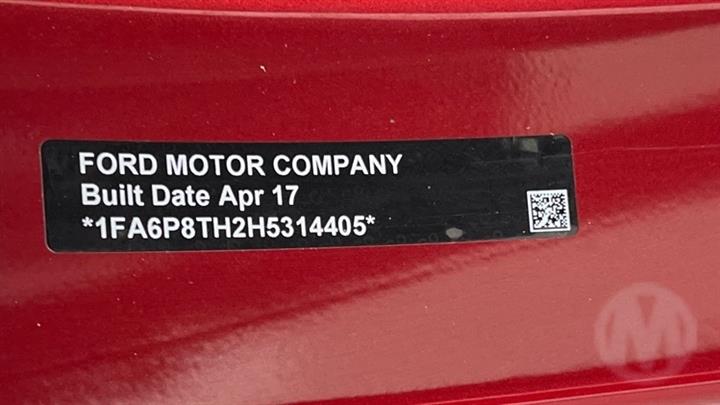 FORD MOTOR COMPANY
Built Date Apr 17
*1FA6P8TH2H5314405*
M